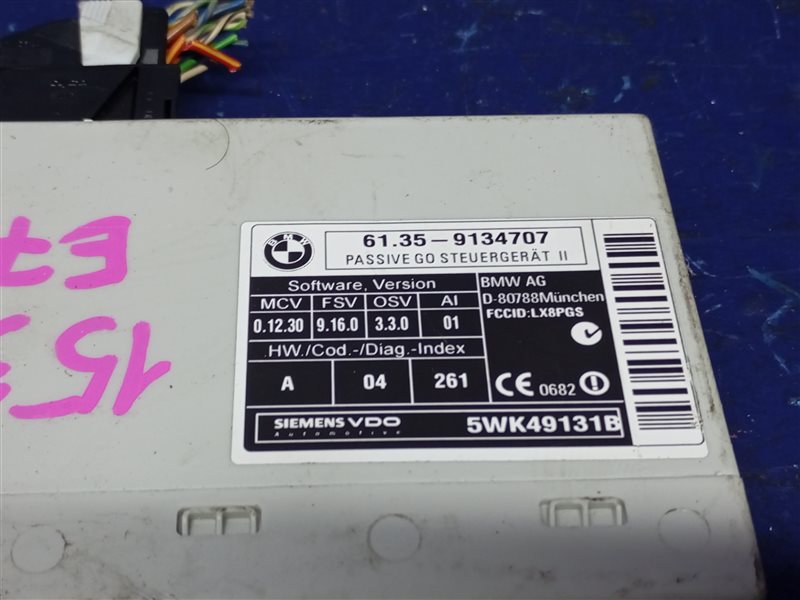 E7
15
BMW
61.35-9134707
PASSIVE GO STEUERGERÄT II
Software, Version
MCV FSV OSV AI
0.12.30 9.16.0 3.3.0 01
HW./Cod.-/Diag.-Index
A 04 261
BMW AG
D-80788München
FCCID:LX8PGS
CE 0682
SIEMENS VDO
Automotive
5WK49131B